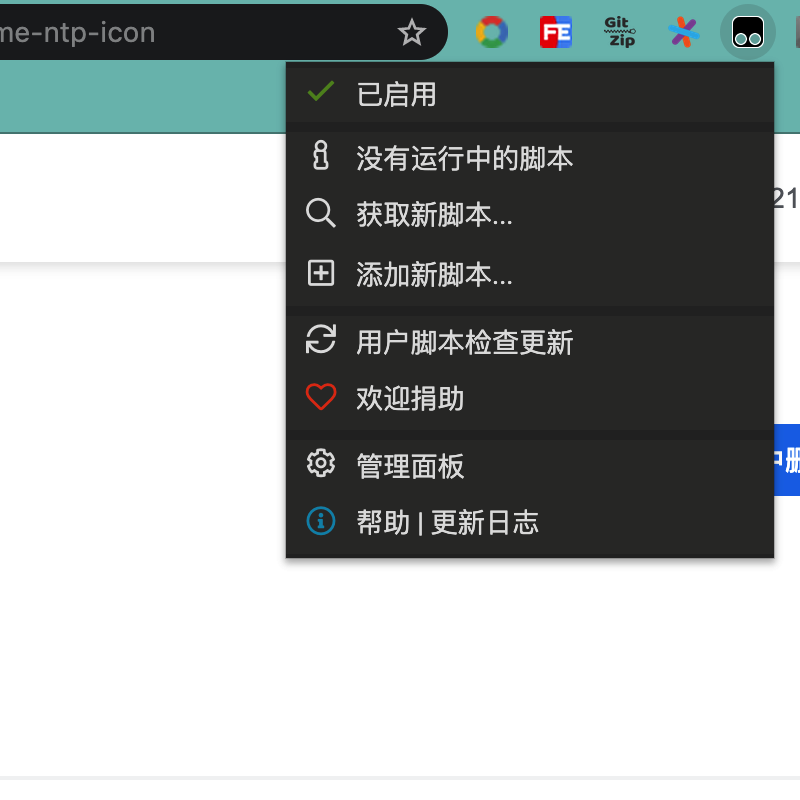 me-ntp-icon
FE
Git
Zip
已启用
没有运行中的脚本
21
获取新脚本...
添加新脚本...
用户脚本检查更新
欢迎捐助
管理面板
帮助 | 更新日志